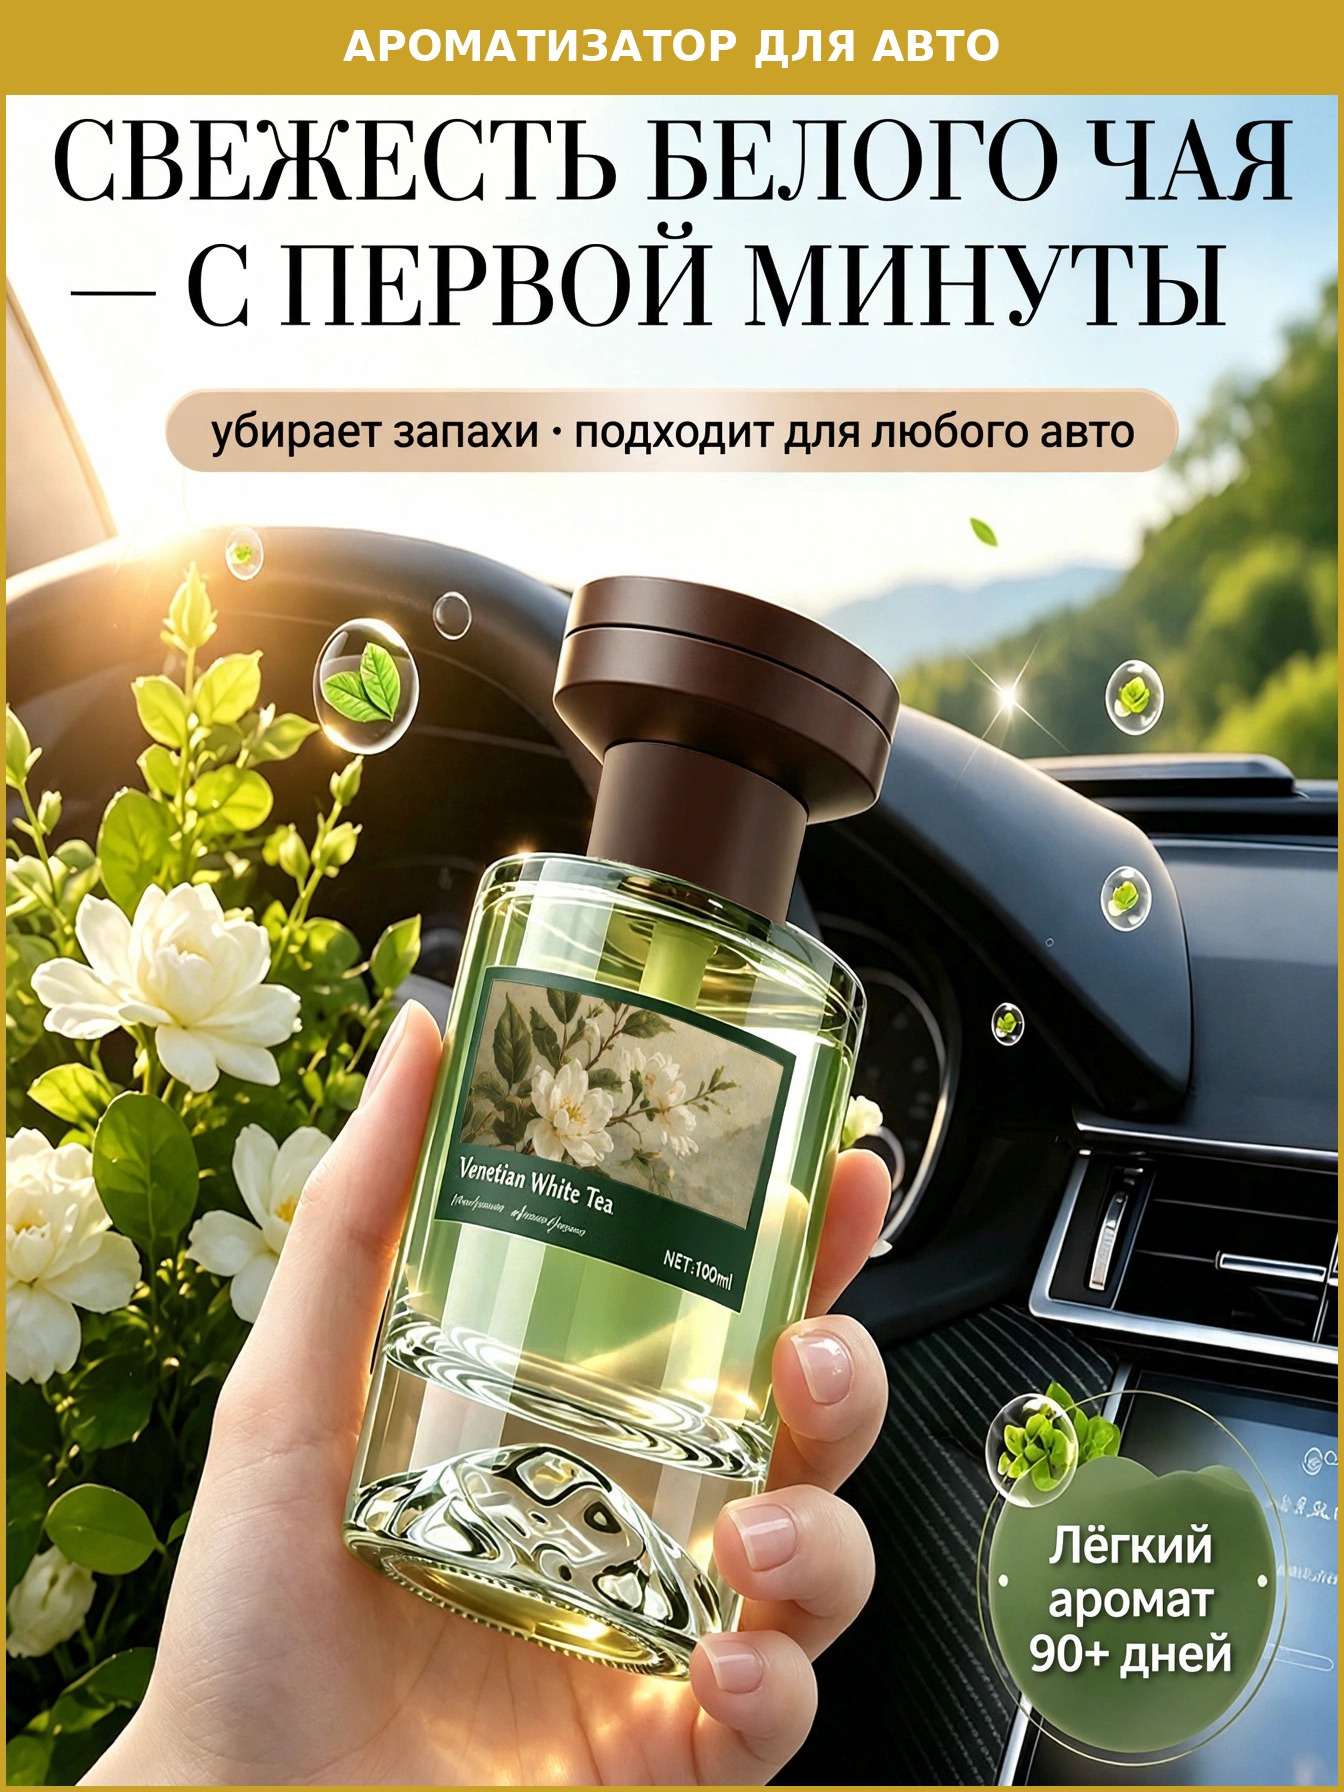 АРОМАТИЗАТОР ДЛЯ АВТО
СВЕЖЕСТЬ БЕЛОГО ЧАЯ
— С ПЕРВОЙ МИНУТЫ
убирает запахи · подходит для любого авто
Venetian White Tea
NET:100ml
Лёгкий
аромат
90+ дней